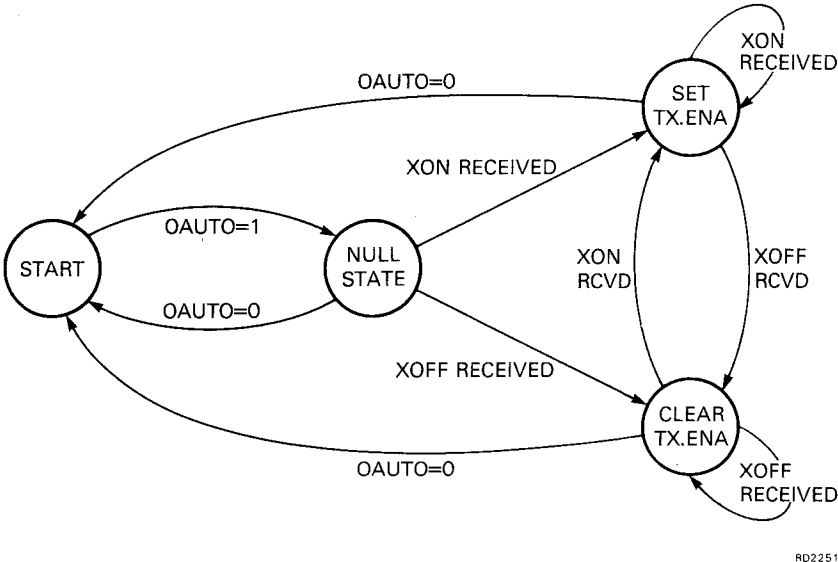 XON
RECEIVED
OAUTO=0
SET
TX.ENA
XON RECEIVED
OAUTO=1
START
NULL
STATE
XON
RCVD
XOFF
RCVD
OAUTO=0
XOFF RECEIVED
CLEAR
TX.ENA
OAUTO=0
XOFF
RECEIVED
RD2251